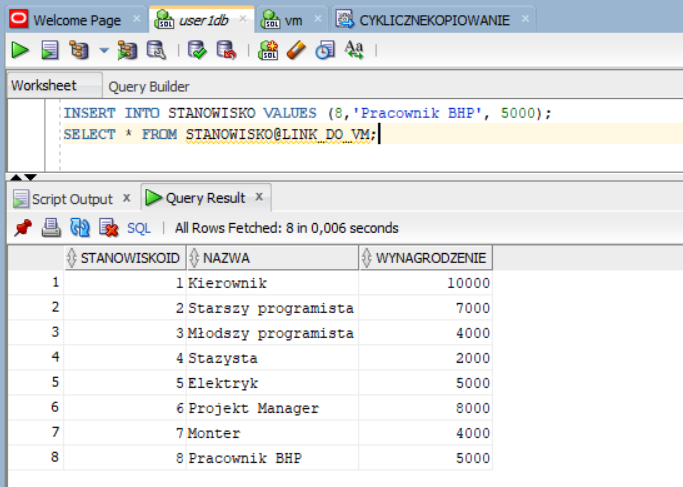 Welcome Page user1db vm CYKLICZNEKOPIOWANIE
Worksheet Query Builder
INSERT INTO STANOWISKO VALUES (8,'Pracownik BHP', 5000);
SELECT * FROM STANOWISKO@LINK_DO_VM;
Script Output x Query Result x
SQL | All Rows Fetched: 8 in 0,006 seconds
STANOWISKOID NAZWA WYNAGRODZENIE
1 1 Kierownik 10000
2 2 Starszy programista 7000
3 3 Młodszy programista 4000
4 4 Stazysta 2000
5 5 Elektryk 5000
6 6 Projekt Manager 8000
7 7 Monter 4000
8 8 Pracownik BHP 5000